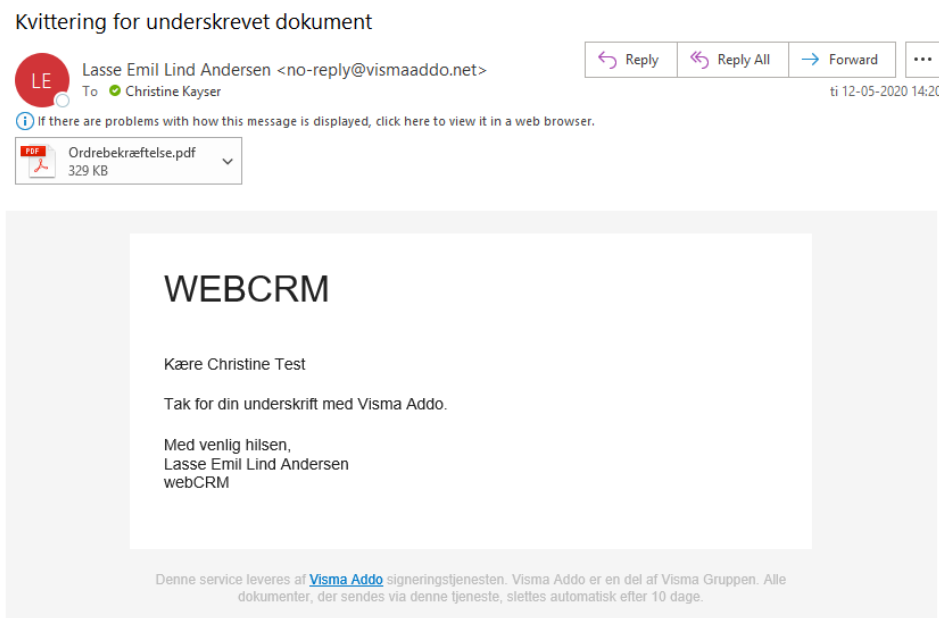 Kvittering for underskrevet dokument
Reply
Reply All
Forward
...
LE
Lasse Emil Lind Andersen <no-reply@vismaaddo.net>
To Christine Kayser
ti 12-05-2020 14:20
If there are problems with how this message is displayed, click here to view it in a web browser.
PDF
Ordrebekræftelse.pdf
329 KB
WEBCRM
Kære Christine Test
Tak for din underskrift med Visma Addo.
Med venlig hilsen,
Lasse Emil Lind Andersen
webCRM
Denne service leveres af Visma Addo signeringstjenesten. Visma Addo er en del af Visma Gruppen. Alle
dokumenter, der sendes via denne tjeneste, slettes automatisk efter 10 dage.